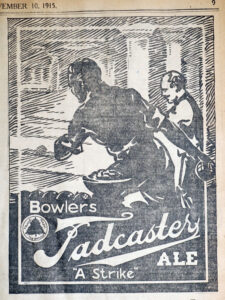 VEMBER 10, 1915.
9
Bowlers
Tadcaster
ALE
"A Strike"